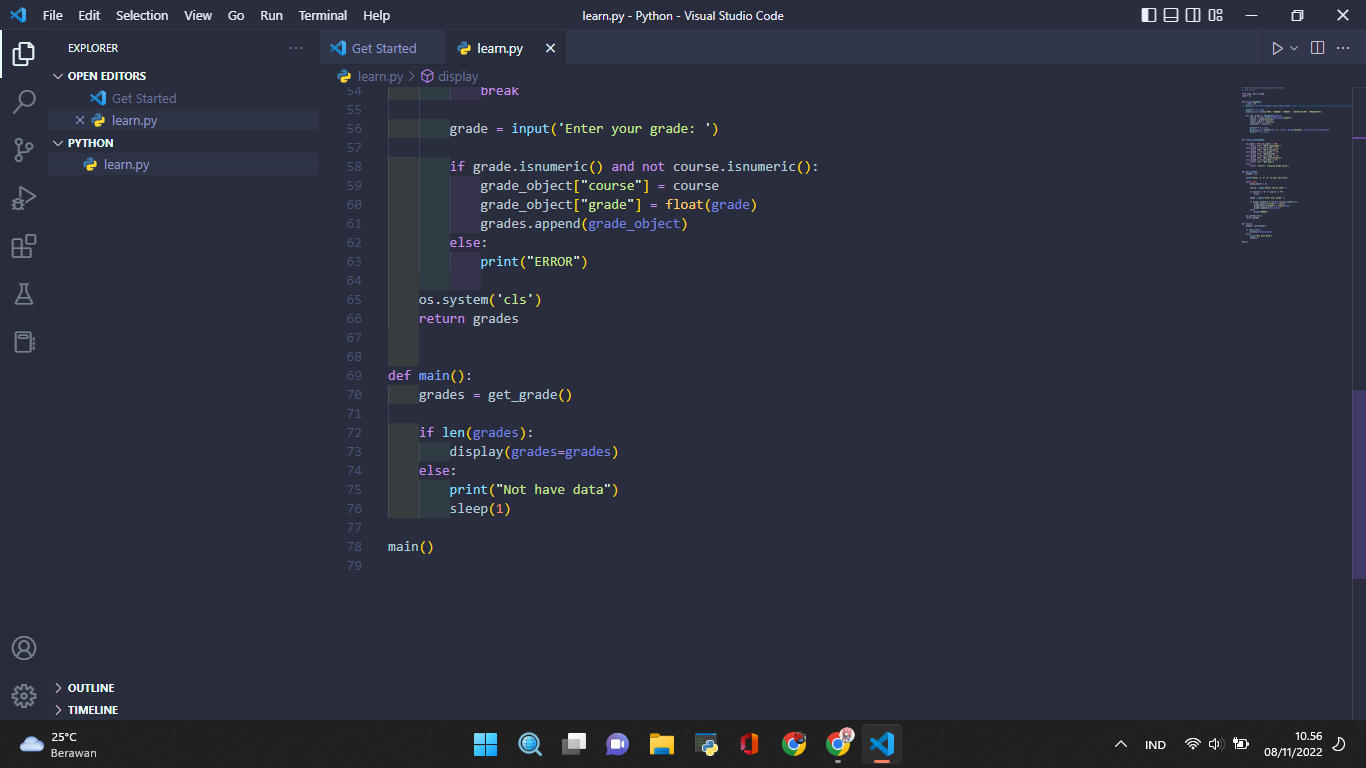 File Edit Selection View Go Run Terminal Help
learn.py - Python - Visual Studio Code
EXPLORER
OPEN EDITORS
Get Started
learn.py
PYTHON
learn.py
OUTLINE
TIMELINE
Get Started
learn.py
learn.py > display
54 break
55
56 grade = input('Enter your grade: ')
57
58 if grade.isnumeric() and not course.isnumeric():
59 grade_object["course"] = course
60 grade_object["grade"] = float(grade)
61 grades.append(grade_object)
62 else:
63 print("ERROR")
64
65 os.system('cls')
66 return grades
67
68
69 def main():
70 grades = get_grade()
71
72 if len(grades):
73 display(grades=grades)
74 else:
75 print("Not have data")
76 sleep(1)
77
78 main()
79
25°C
Berawan
IND
10.56
08/11/2022